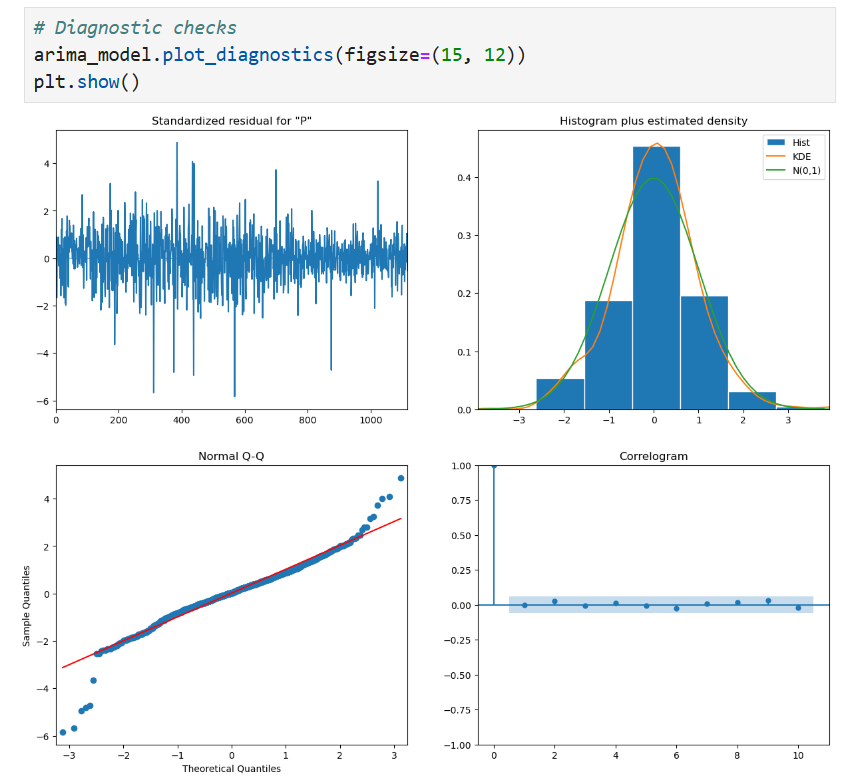 # Diagnostic checks
arima_model.plot_diagnostics(figsize=(15, 12))
plt.show()
Standardized residual for "P"
4
2
0
−2
−4
−6
0 200 400 600 800 1000
Histogram plus estimated density
Hist
KDE
N(0,1)
0.4
0.3
0.2
0.1
0.0
−3 −2 −1 0 1 2 3
Normal Q-Q
Sample Quantiles
4
2
0
−2
−4
−6
−3 −2 −1 0 1 2 3
Theoretical Quantiles
Correlogram
1.00
0.75
0.50
0.25
0.00
−0.25
−0.50
−0.75
−1.00
0 2 4 6 8 10